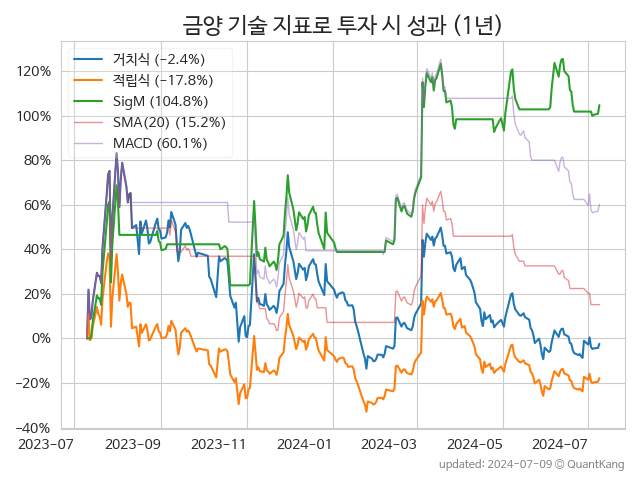 금양 기술 지표로 투자 시 성과 (1년)
거치식 (−2.4%)
적립식 (−17.8%)
SigM (104.8%)
SMA(20) (15.2%)
MACD (60.1%)
120%
100%
80%
60%
40%
20%
0%
−20%
−40%
2023-07 2023-09 2023-11 2024-01 2024-03 2024-05 2024-07
updated: 2024-07-09 © QuantKang